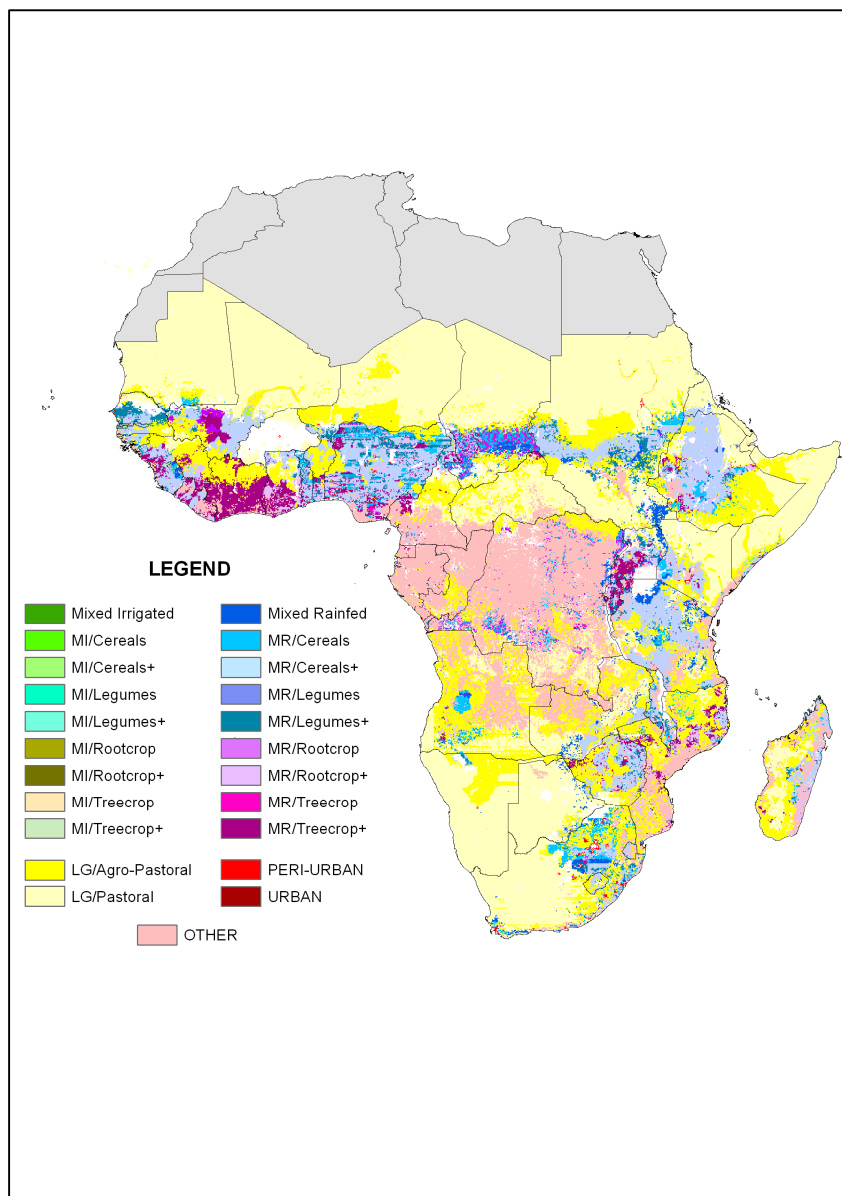 LEGEND
Mixed Irrigated
MI/Cereals
MI/Cereals+
MI/Legumes
MI/Legumes+
MI/Rootcrop
MI/Rootcrop+
MI/Treecrop
MI/Treecrop+
LG/Agro-Pastoral
LG/Pastoral
Mixed Rainfed
MR/Cereals
MR/Cereals+
MR/Legumes
MR/Legumes+
MR/Rootcrop
MR/Rootcrop+
MR/Treecrop
MR/Treecrop+
PERI-URBAN
URBAN
OTHER